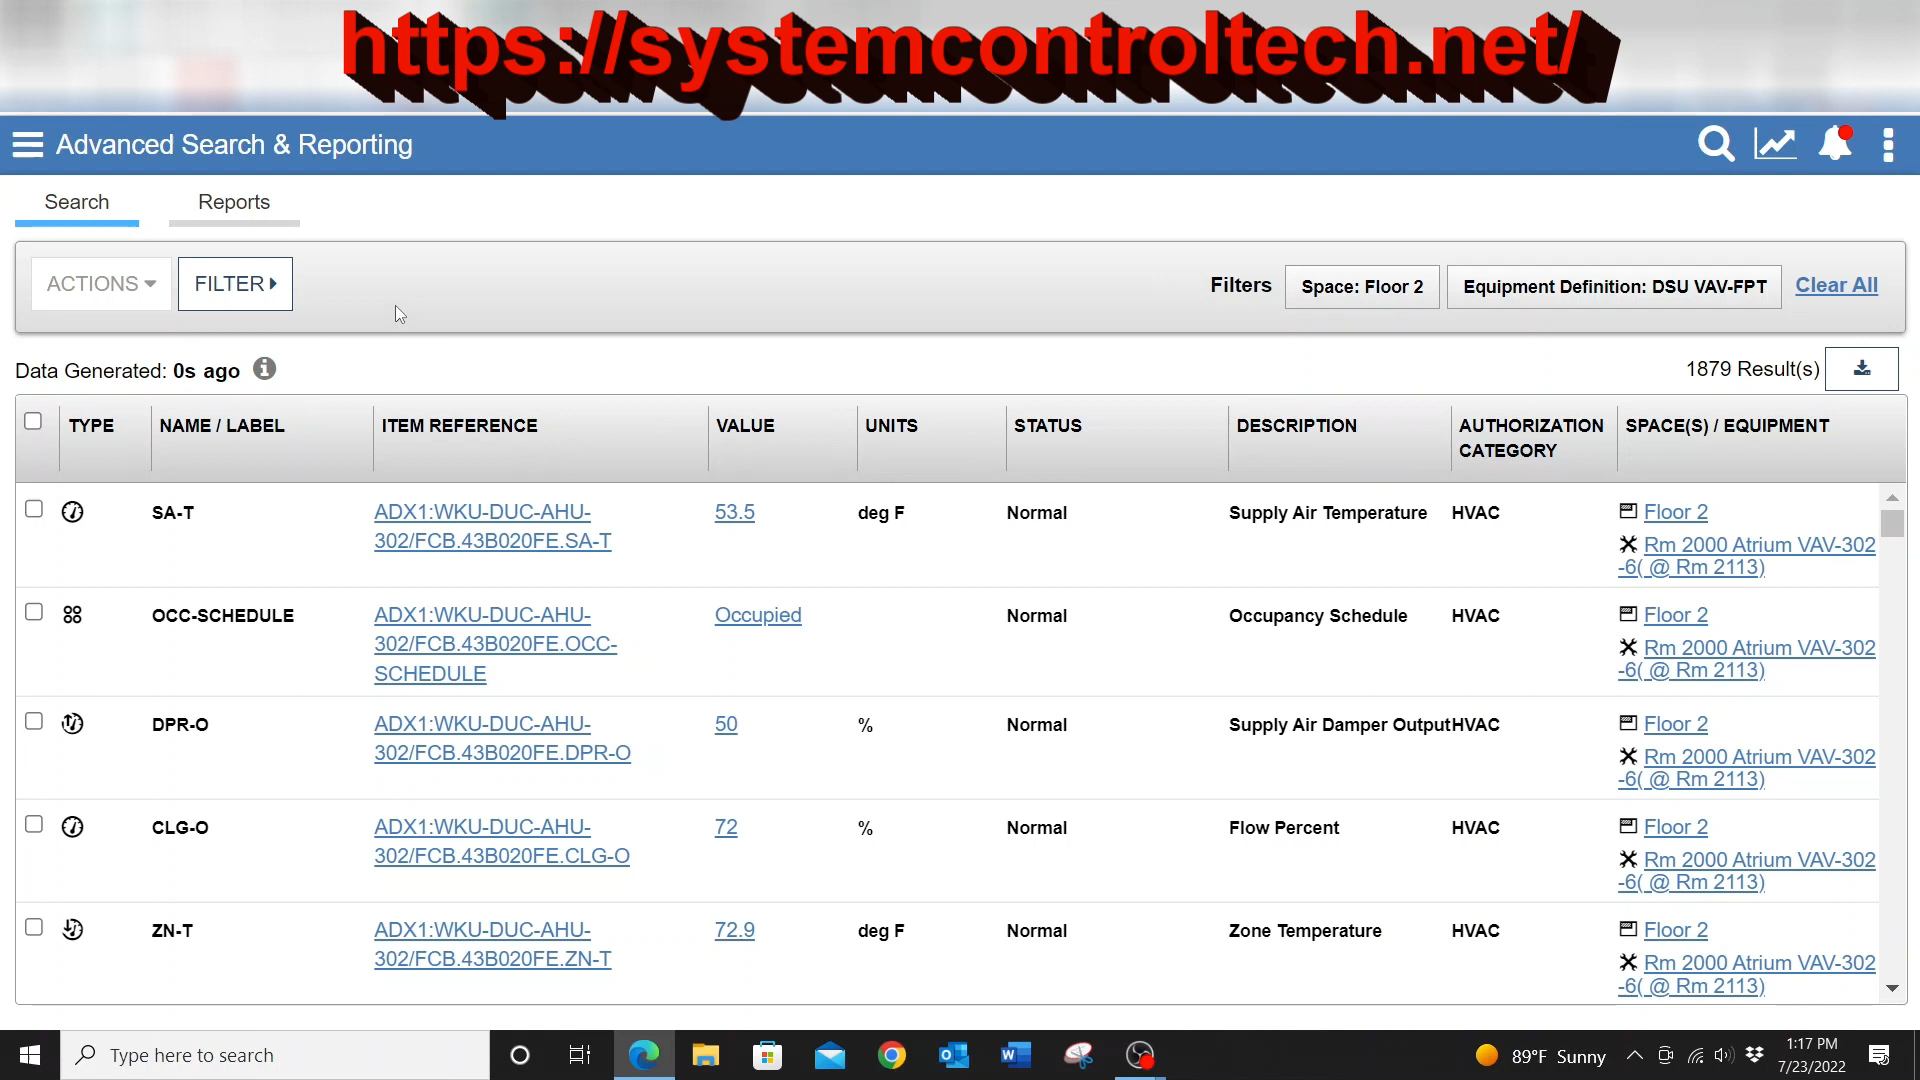 https://systemcontroltech.net/
Advanced Search & Reporting
Search
Reports
ACTIONS
FILTER
Filters
Space: Floor 2
Equipment Definition: DSU VAV-FPT
Clear All
Data Generated: 0s ago
1879 Result(s)
TYPE
NAME / LABEL
ITEM REFERENCE
VALUE
UNITS
STATUS
DESCRIPTION
AUTHORIZATION
CATEGORY
SPACE(S) / EQUIPMENT
SA-T
ADX1:WKU-DUC-AHU-
302/FCB.43B020FE.SA-T
53.5
deg F
Normal
Supply Air Temperature
HVAC
Floor 2
Rm 2000 Atrium VAV-302
-6( @ Rm 2113)
OCC-SCHEDULE
ADX1:WKU-DUC-AHU-
302/FCB.43B020FE.OCC-
SCHEDULE
Occupied
Normal
Occupancy Schedule
HVAC
Floor 2
Rm 2000 Atrium VAV-302
-6( @ Rm 2113)
DPR-O
ADX1:WKU-DUC-AHU-
302/FCB.43B020FE.DPR-O
50
%
Normal
Supply Air Damper Output
HVAC
Floor 2
Rm 2000 Atrium VAV-302
-6( @ Rm 2113)
CLG-O
ADX1:WKU-DUC-AHU-
302/FCB.43B020FE.CLG-O
72
%
Normal
Flow Percent
HVAC
Floor 2
Rm 2000 Atrium VAV-302
-6( @ Rm 2113)
ZN-T
ADX1:WKU-DUC-AHU-
302/FCB.43B020FE.ZN-T
72.9
deg F
Normal
Zone Temperature
HVAC
Floor 2
Rm 2000 Atrium VAV-302
-6( @ Rm 2113)
Type here to search
89°F Sunny
1:17 PM
7/23/2022